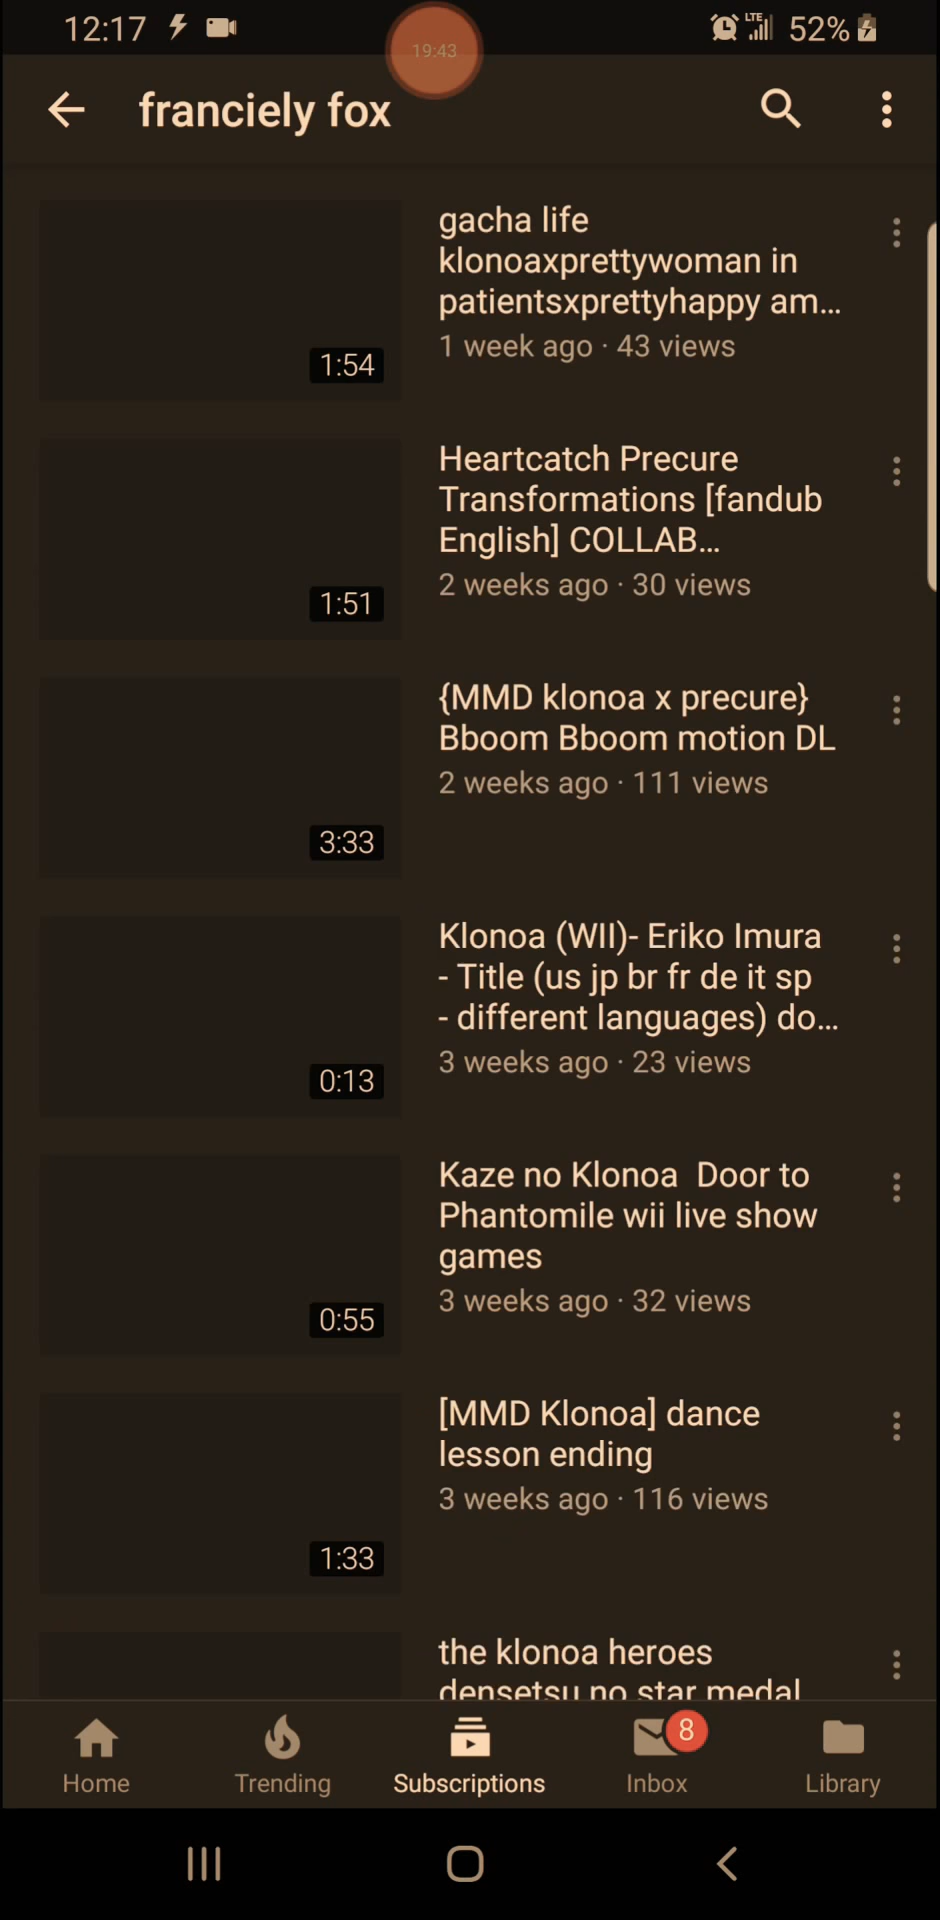 12:17
19:43
LTE
52%
franciely fox
gacha life
klonoaxprettywoman in
patientsxprettyhappy am...
1 week ago · 43 views
1:54
Heartcatch Precure
Transformations [fandub
English] COLLAB...
2 weeks ago · 30 views
1:51
{MMD klonoa x precure}
Bboom Bboom motion DL
2 weeks ago · 111 views
3:33
Klonoa (WII)- Eriko Imura
- Title (us jp br fr de it sp
- different languages) do...
3 weeks ago · 23 views
0:13
Kaze no Klonoa  Door to
Phantomile wii live show
games
3 weeks ago · 32 views
0:55
[MMD Klonoa] dance
lesson ending
3 weeks ago · 116 views
1:33
the klonoa heroes
densetsu no star medal
8
Home
Trending
Subscriptions
Inbox
Library